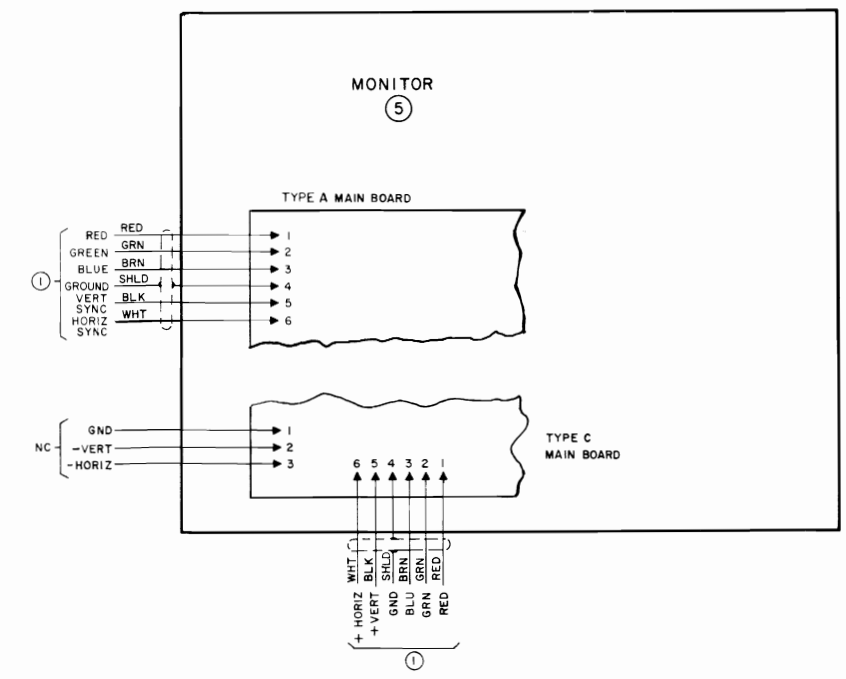 MONITOR
5
TYPE A MAIN BOARD
RED RED 1
GREEN GRN 2
BLUE BRN 3
1
GROUND SHLD 4
VERT SYNC BLK 5
HORIZ SYNC WHT 6
GND 1
NC
-VERT 2
-HORIZ 3
TYPE C
MAIN BOARD
6 5 4 3 2 1
WHT BLK SHLD BRN GRN RED
+ HORIZ +VERT GND BLU GRN RED
1